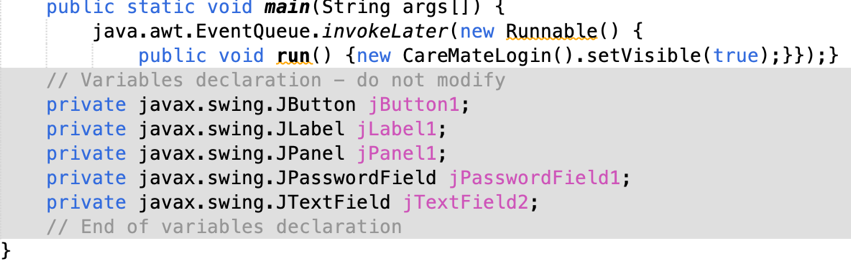 public static void main(String args[]) {
java.awt.EventQueue.invokeLater(new Runnable() {
public void run() {new CareMateLogin().setVisible(true);}});}
// Variables declaration – do not modify
private javax.swing.JButton jButton1;
private javax.swing.JLabel jLabel1;
private javax.swing.JPanel jPanel1;
private javax.swing.JPasswordField jPasswordField1;
private javax.swing.JTextField jTextField2;
// End of variables declaration
}